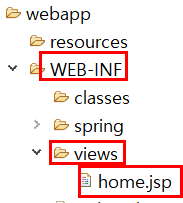 webapp
resources
WEB-INF
classes
spring
views
home.jsp